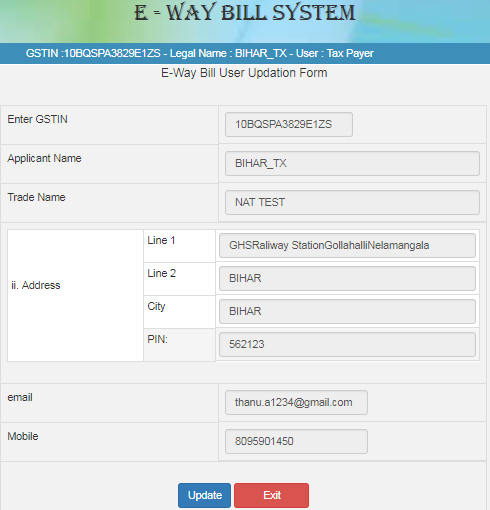 E - WAY BILL SYSTEM
GSTIN :10BQSPA3829E1ZS - Legal Name : BIHAR_TX - User : Tax Payer
E-Way Bill User Updation Form
Enter GSTIN 10BQSPA3829E1ZS
Applicant Name BIHAR_TX
Trade Name NAT TEST
ii. Address
Line 1 GHSRaliway StationGollahalliNelamangala
Line 2 BIHAR
City BIHAR
PIN: 562123
email thanu.a1234@gmail.com
Mobile 8095901450
Update Exit